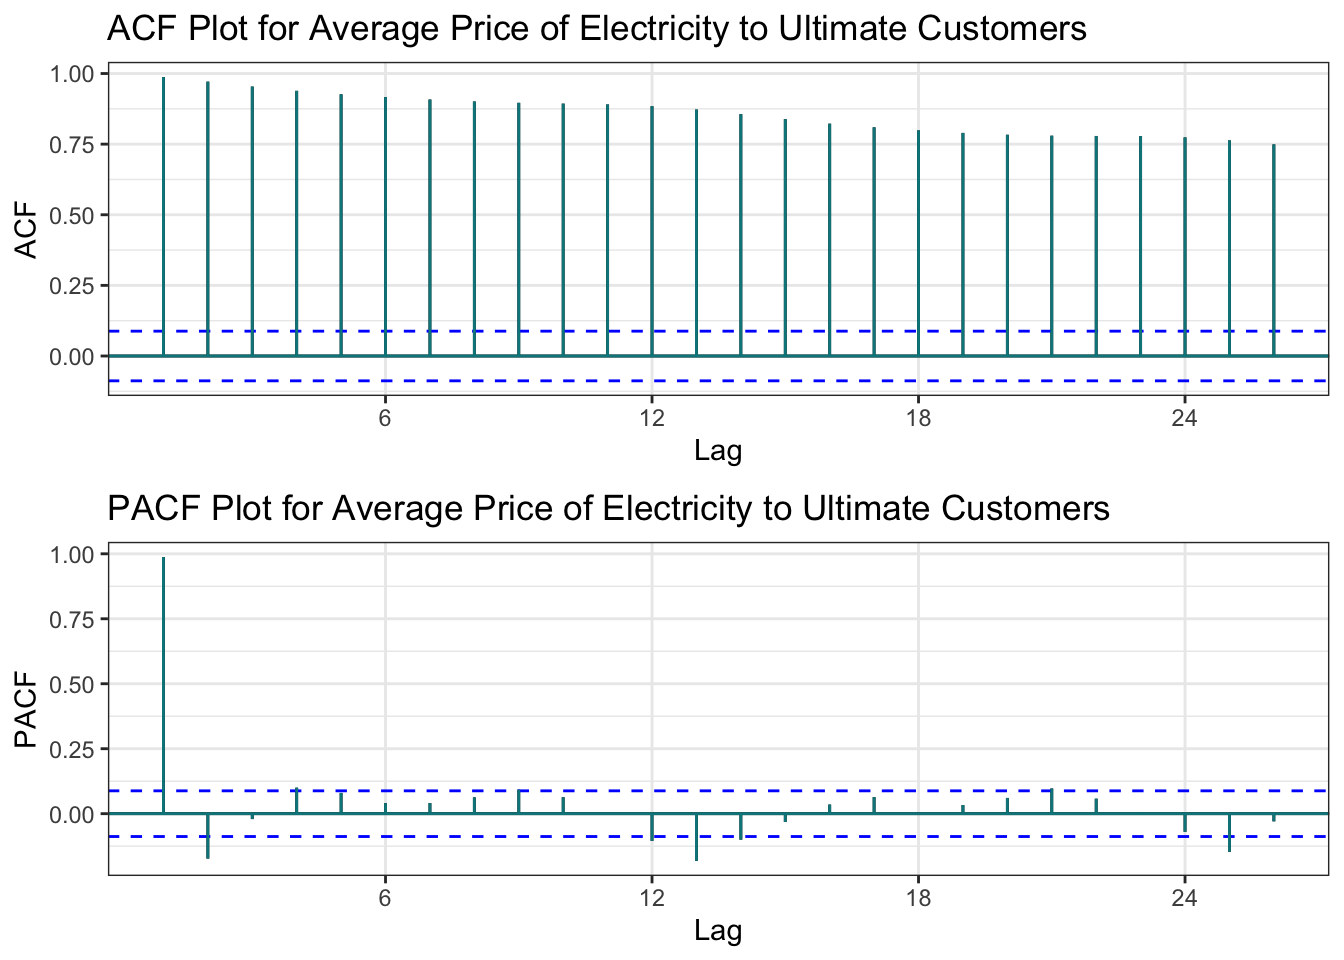 ACF Plot for Average Price of Electricity to Ultimate Customers
1.00
0.75
0.50
0.25
0.00
ACF
6 12 18 24
Lag
PACF Plot for Average Price of Electricity to Ultimate Customers
1.00
0.75
0.50
0.25
0.00
PACF
6 12 18 24
Lag